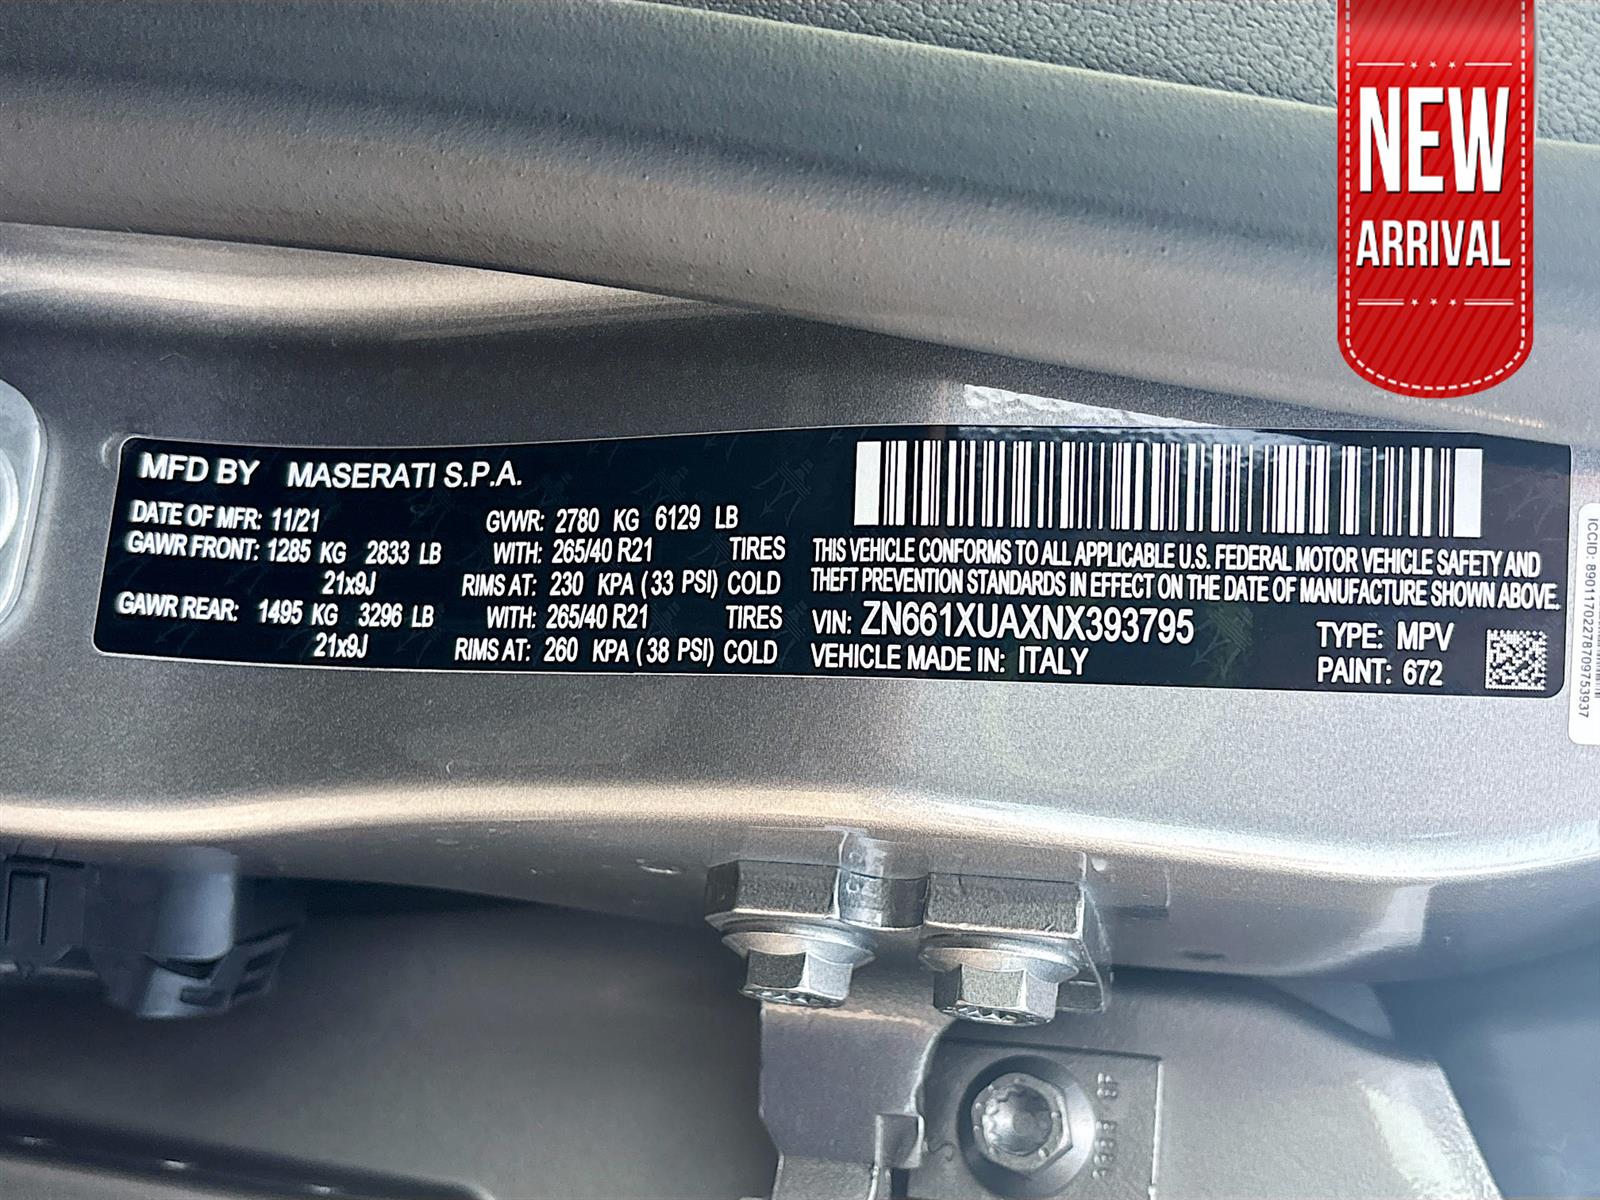 NEW
ARRIVAL
MFD BY MASERATI S.P.A.
DATE OF MFR: 11/21 GVWR: 2780 KG 6129 LB
GAWR FRONT: 1285 KG 2833 LB WITH: 265/40 R21 TIRES
21x9J RIMS AT: 230 KPA (33 PSI) COLD
GAWR REAR: 1495 KG 3296 LB WITH: 265/40 R21 TIRES
21x9J RIMS AT: 260 KPA (38 PSI) COLD
THIS VEHICLE CONFORMS TO ALL APPLICABLE U.S. FEDERAL MOTOR VEHICLE SAFETY AND
THEFT PREVENTION STANDARDS IN EFFECT ON THE DATE OF MANUFACTURE SHOWN ABOVE.
VIN: ZN661XUAXNX393795
VEHICLE MADE IN: ITALY
TYPE: MPV
PAINT: 672
ICCID: 89011702278709753937